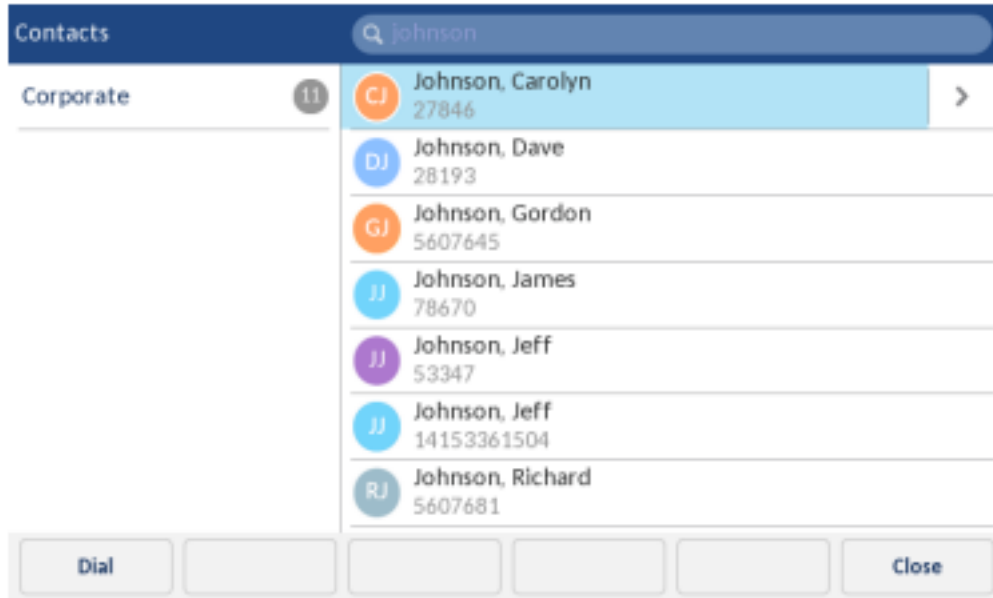 Contacts
johnson
Corporate
11
CJ
Johnson, Carolyn
27846
DJ
Johnson, Dave
28193
GJ
Johnson, Gordon
5607645
JJ
Johnson, James
78670
JJ
Johnson, Jeff
53347
JJ
Johnson, Jeff
14153361504
RJ
Johnson, Richard
5607681
Dial
Close